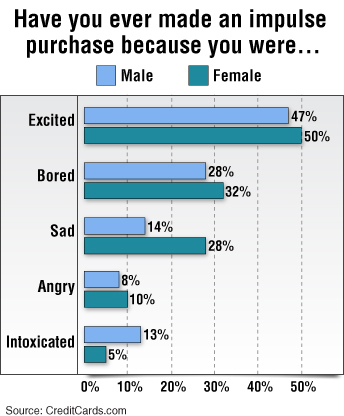 Have you ever made an impulse
purchase because you were...
Male Female
Excited 47%
50%
Bored 28%
32%
Sad 14%
28%
Angry 8%
10%
Intoxicated 13%
5%
0% 10% 20% 30% 40% 50%
Source: CreditCards.com